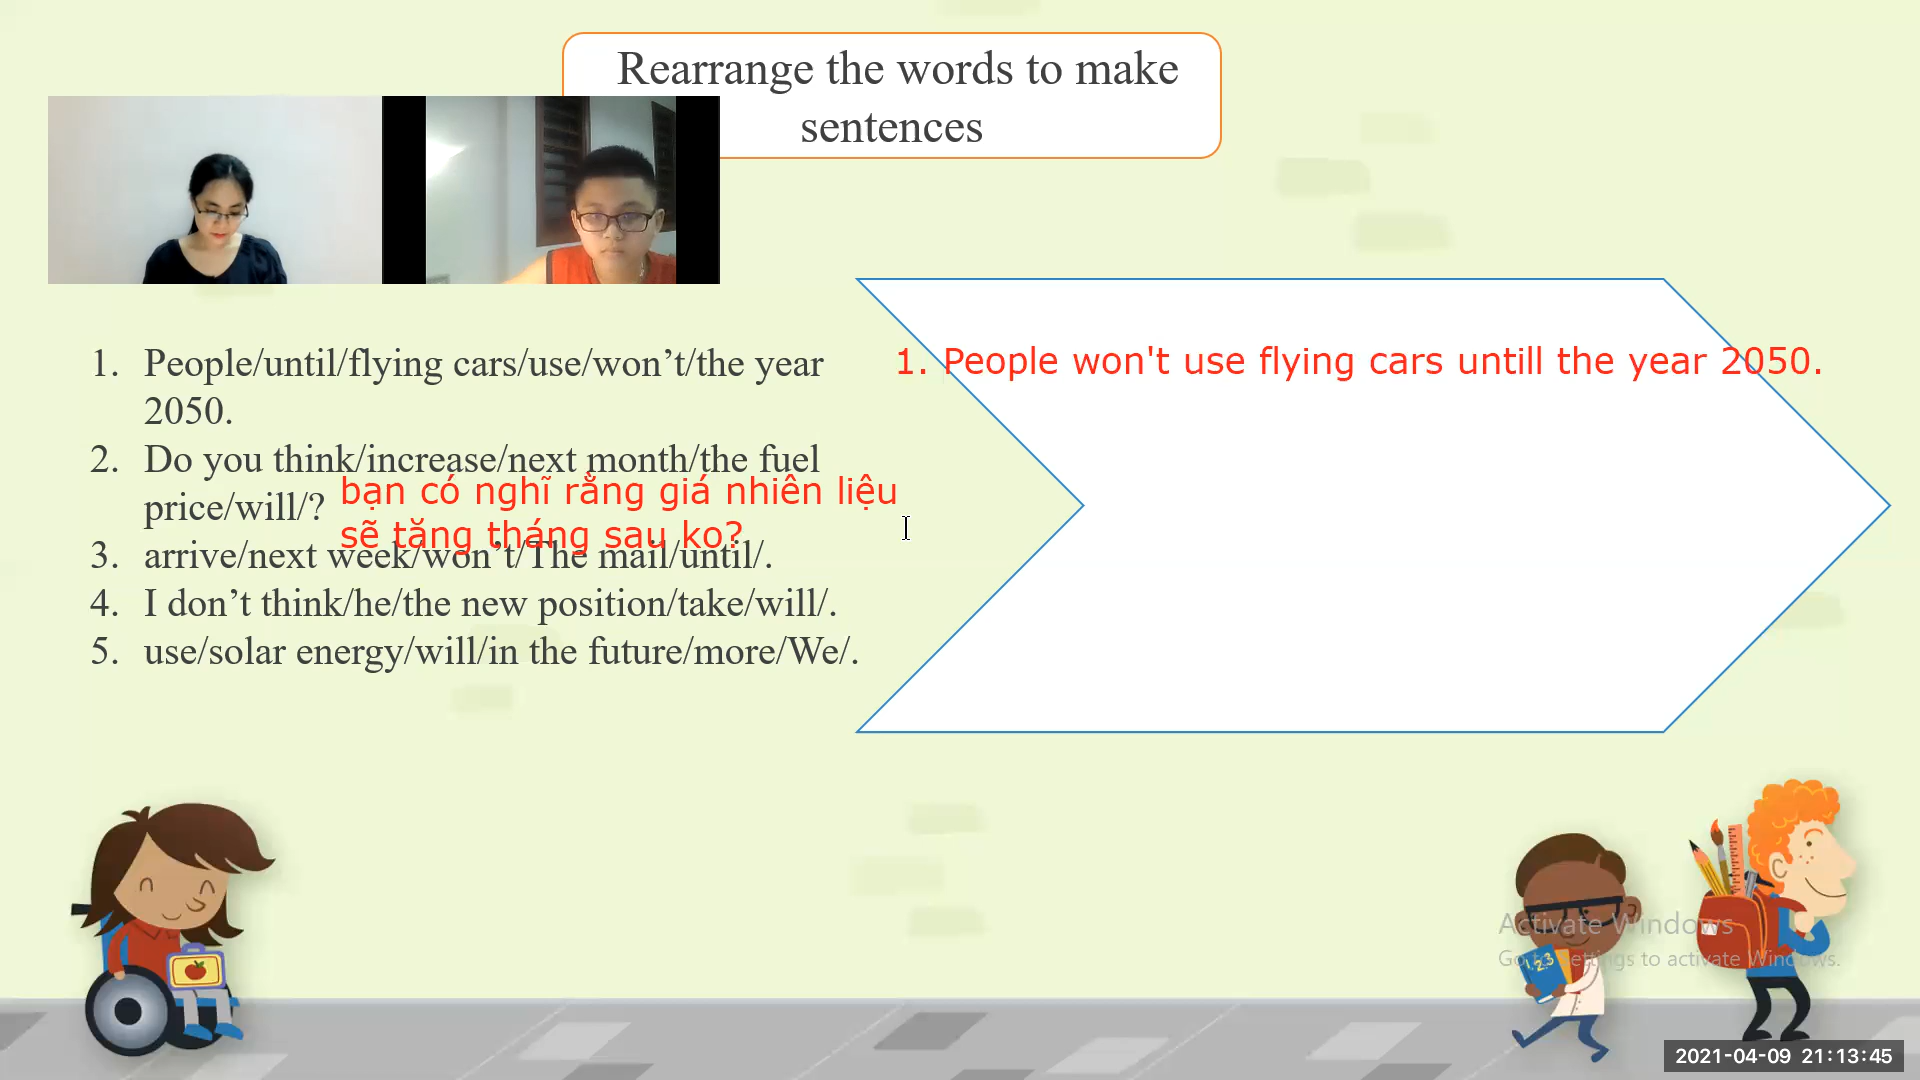 Rearrange the words to make
sentences
1. People/until/flying cars/use/won’t/the year
2050.
2. Do you think/increase/next month/the fuel
price/will/?
3. arrive/next week/won’t/The mail/until/.
4. I don’t think/he/the new position/take/will/.
5. use/solar energy/will/in the future/more/We/.
bạn có nghĩ rằng giá nhiên liệu
sẽ tăng tháng sau ko?
1. People won't use flying cars untill the year 2050.
1,2,3
Activate Windows
Go to Settings to activate Windows.
2021-04-09 21:13:45